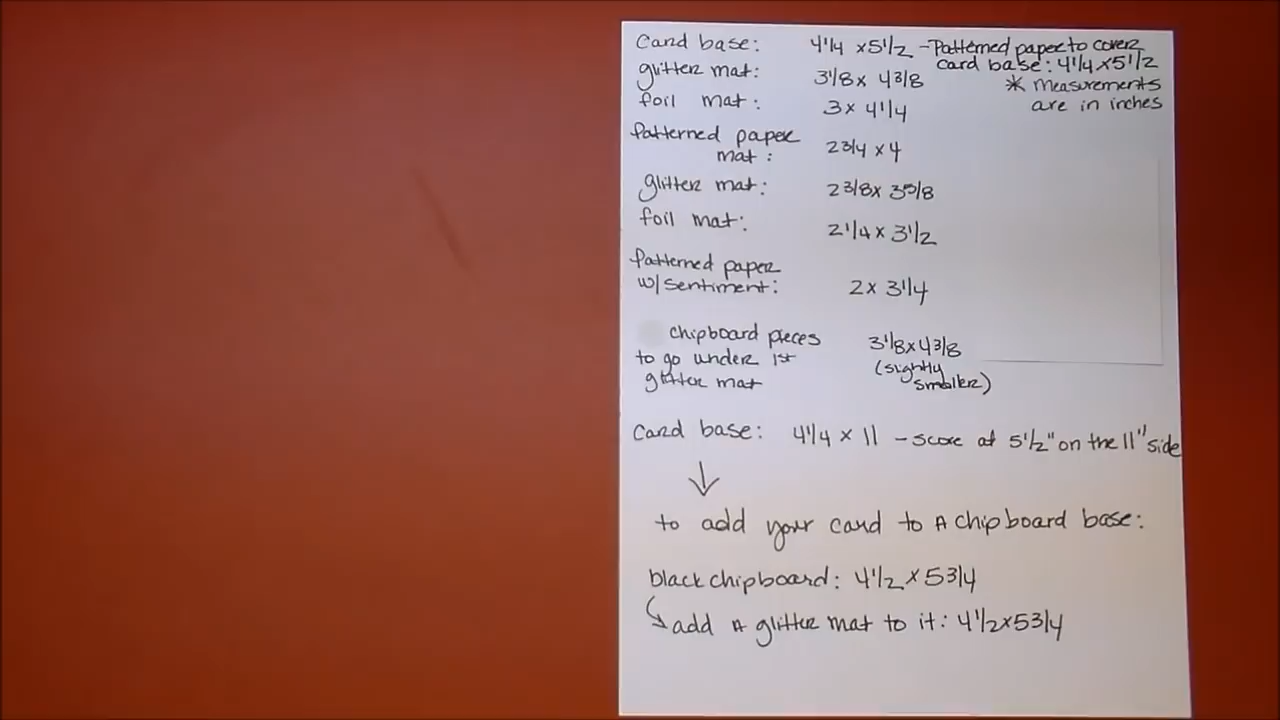 Card base: 4 1/4 x 5 1/2 - Patterned paper to cover
card base: 4 1/4 x 5 1/2
glitter mat: 3 1/8 x 4 3/8
* measurements
are in inches
foil mat: 3 x 4 1/4
Patterned paper
mat: 2 3/4 x 4
glitter mat: 2 3/8 x 3 5/8
foil mat: 2 1/4 x 3 1/2
Patterned paper
w/ sentiment: 2 x 3 1/4
chipboard pieces 3 1/8 x 4 3/8
to go under 1st (slightly
glitter mat smaller)
Card base: 4 1/4 x 11 - score at 5 1/2" on the 11" side
to add your card to A chipboard base:
black chipboard: 4 1/2 x 5 3/4
add A glitter mat to it: 4 1/2 x 5 3/4